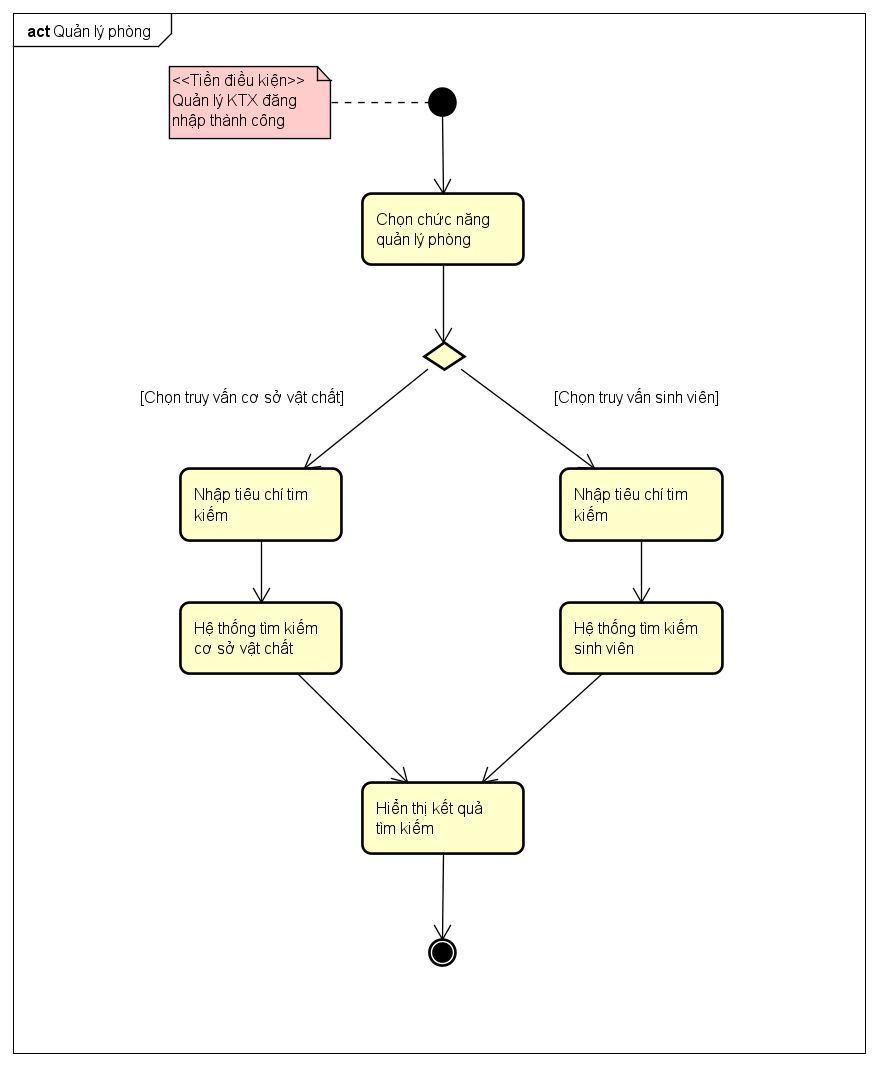 act Quản lý phòng
<<Tiền điều kiện>>
Quản lý KTX đăng
nhập thành công
Chọn chức năng
quản lý phòng
[Chọn truy vấn cơ sở vật chất]
[Chọn truy vấn sinh viên]
Nhập tiêu chí tim
kiếm
Nhập tiêu chí tim
kiếm
Hệ thống tìm kiếm
cơ sở vật chất
Hệ thống tìm kiếm
sinh viên
Hiển thị kết quả
tìm kiếm